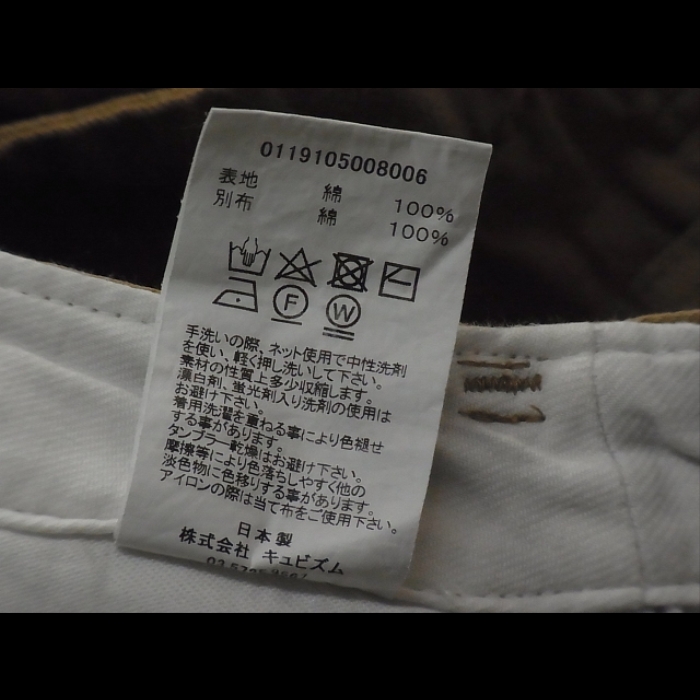 0119105008006
表地 綿 100%
別布 綿 100%
F W
手洗いの際、ネット使用で中性洗剤
を使い、軽く押し洗いして下さい。
素材の性質上多少収縮します。
漂白剤、蛍光剤入り洗剤の使用は
お避け下さい。
着用洗濯を重ねる事により色褪せ
する事があります。
タンブラー乾燥はお避け下さい。
摩擦等により色落ちしやすく他の
淡色物に色移りする事があります。
アイロンの際は当て布をご使用下さい。
日本製
株式会社 キュビズム